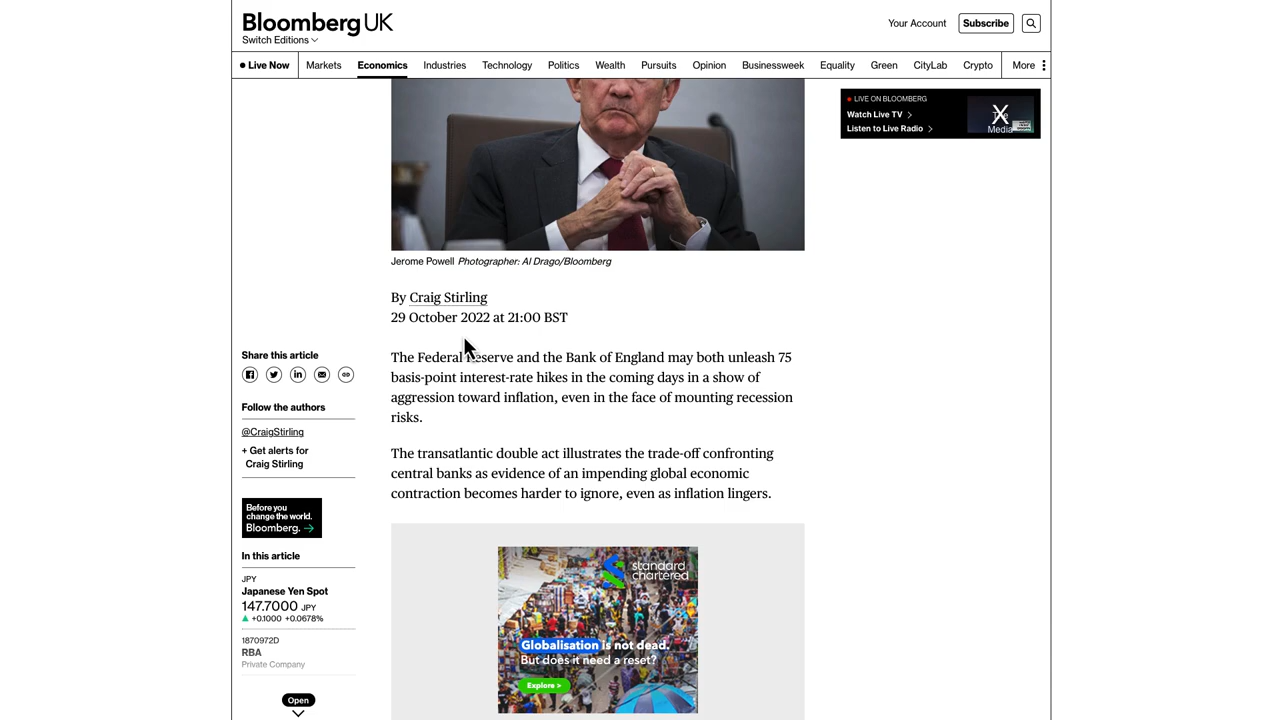 Bloomberg UK
Switch Editions
Your Account
Subscribe
Live Now
Markets
Economics
Industries
Technology
Politics
Wealth
Pursuits
Opinion
Businessweek
Equality
Green
CityLab
Crypto
More
LIVE ON BLOOMBERG
Watch Live TV
Listen to Live Radio
Media
Jerome Powell Photographer: Al Drago/Bloomberg
By Craig Stirling
29 October 2022 at 21:00 BST
The Federal Reserve and the Bank of England may both unleash 75
basis-point interest-rate hikes in the coming days in a show of
aggression toward inflation, even in the face of mounting recession
risks.
The transatlantic double act illustrates the trade-off confronting
central banks as evidence of an impending global economic
contraction becomes harder to ignore, even as inflation lingers.
Share this article
Follow the authors
@CraigStirling
+ Get alerts for
Craig Stirling
Before you
change the world.
Bloomberg.
In this article
JPY
Japanese Yen Spot
147.7000 JPY
+0.1000 +0.0678%
1870972D
RBA
Private Company
Open
standard
chartered
Globalisation is not dead.
But does it need a reset?
Explore >